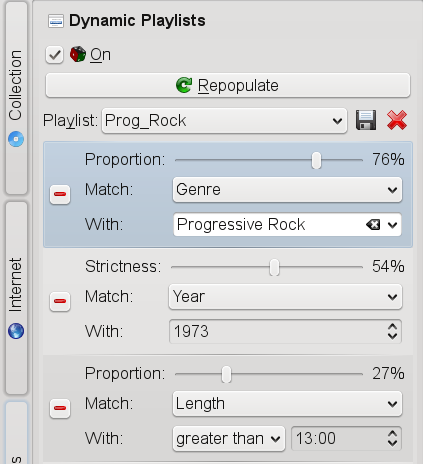 Dynamic Playlists
On
Repopulate
Playlist: Prog_Rock
Proportion: 76%
Match: Genre
With: Progressive Rock
Strictness: 54%
Match: Year
With: 1973
Proportion: 27%
Match: Length
With: greater than 13:00
Collection
Internet